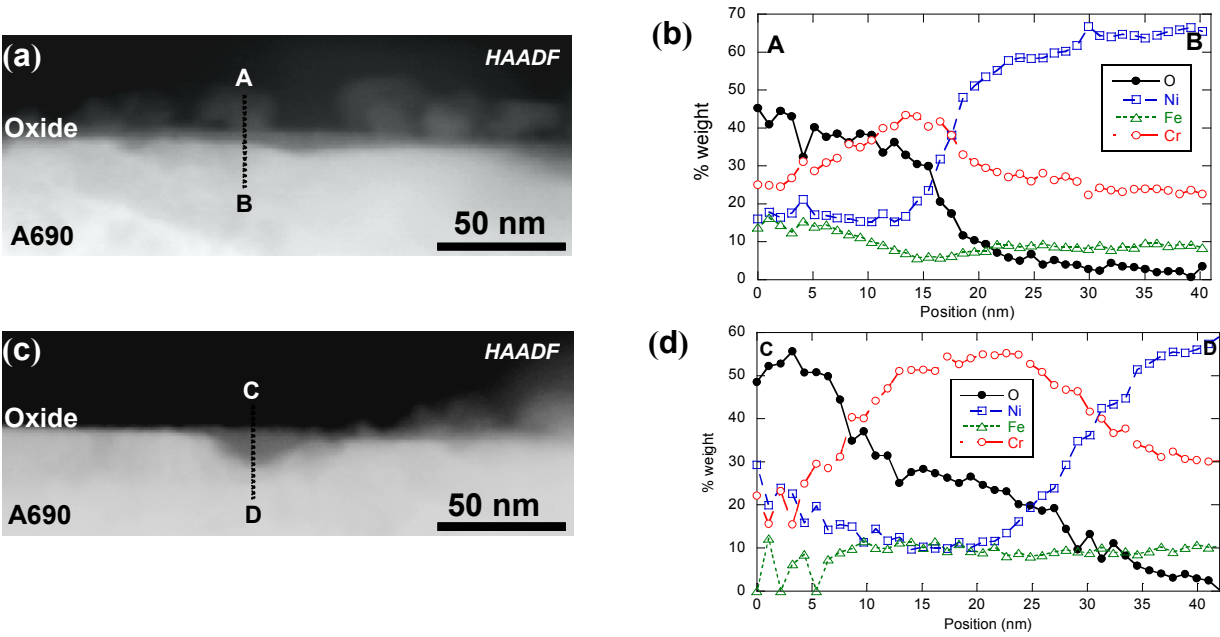 (a)
HAADF
A
Oxide
B
A690
50 nm
(b)
70
60
50
40
30
20
10
0
% weight
A
B
O
Ni
Fe
Cr
0 5 10 15 20 25 30 35 40
Position (nm)
(c)
HAADF
C
Oxide
D
A690
50 nm
(d)
60
50
40
30
20
10
0
% weight
C
D
O
Ni
Fe
Cr
0 5 10 15 20 25 30 35 40
Position (nm)